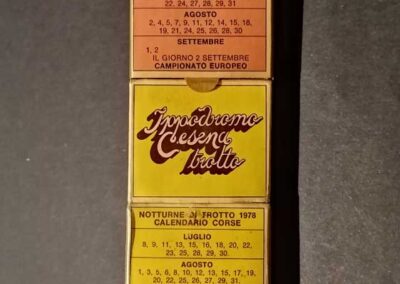 22, 24, 27, 28, 29, 31
AGOSTO
2, 4, 5, 7, 9, 11, 12, 14, 15, 18,
19, 21, 24, 25, 26, 28, 30
SETTEMBRE
1, 2
IL GIORNO 2 SETTEMBRE
CAMPIONATO EUROPEO
Ippodromo
Cesena
trotto
NOTTURNE DI TROTTO 1978
CALENDARIO CORSE
LUGLIO
8, 9, 11, 13, 15, 16, 18, 20, 22,
23, 25, 28, 29, 30.
AGOSTO
1, 3, 5, 6, 8, 10, 12, 13, 15, 17, 19,
20, 22, 26, 27, 29, 31.